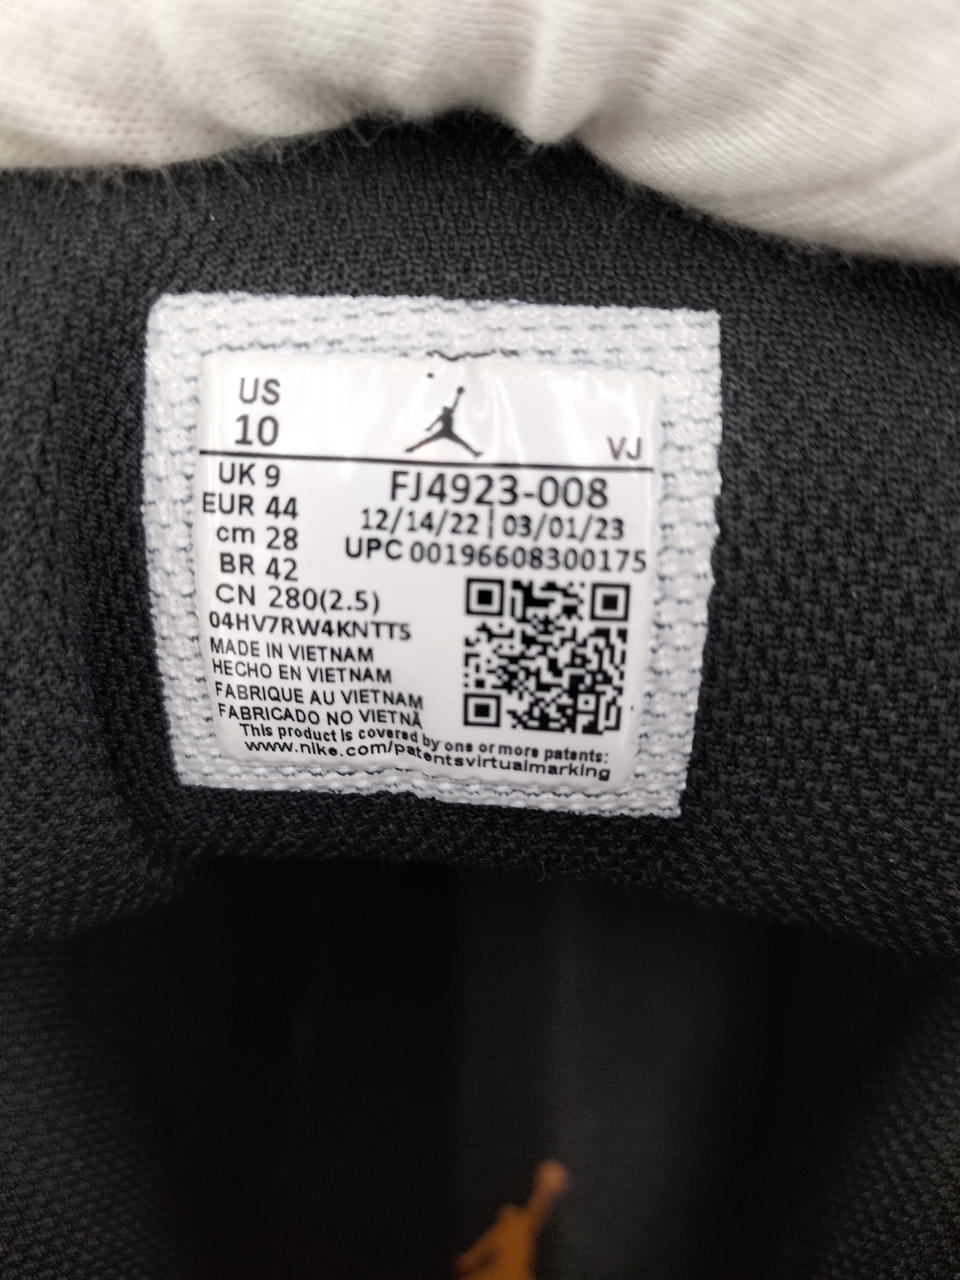 US
10
VJ
UK 9
EUR 44
cm 28
BR 42
CN 280(2.5)
FJ4923-008
12/14/22 | 03/01/23
UPC 00196608300175
04HV7RW4KNTT5
MADE IN VIETNAM
HECHO EN VIETNAM
FABRIQUE AU VIETNAM
FABRICADO NO VIETNÃ
This product is covered by one or more patents:
www.nike.com/patentsvirtualmarking